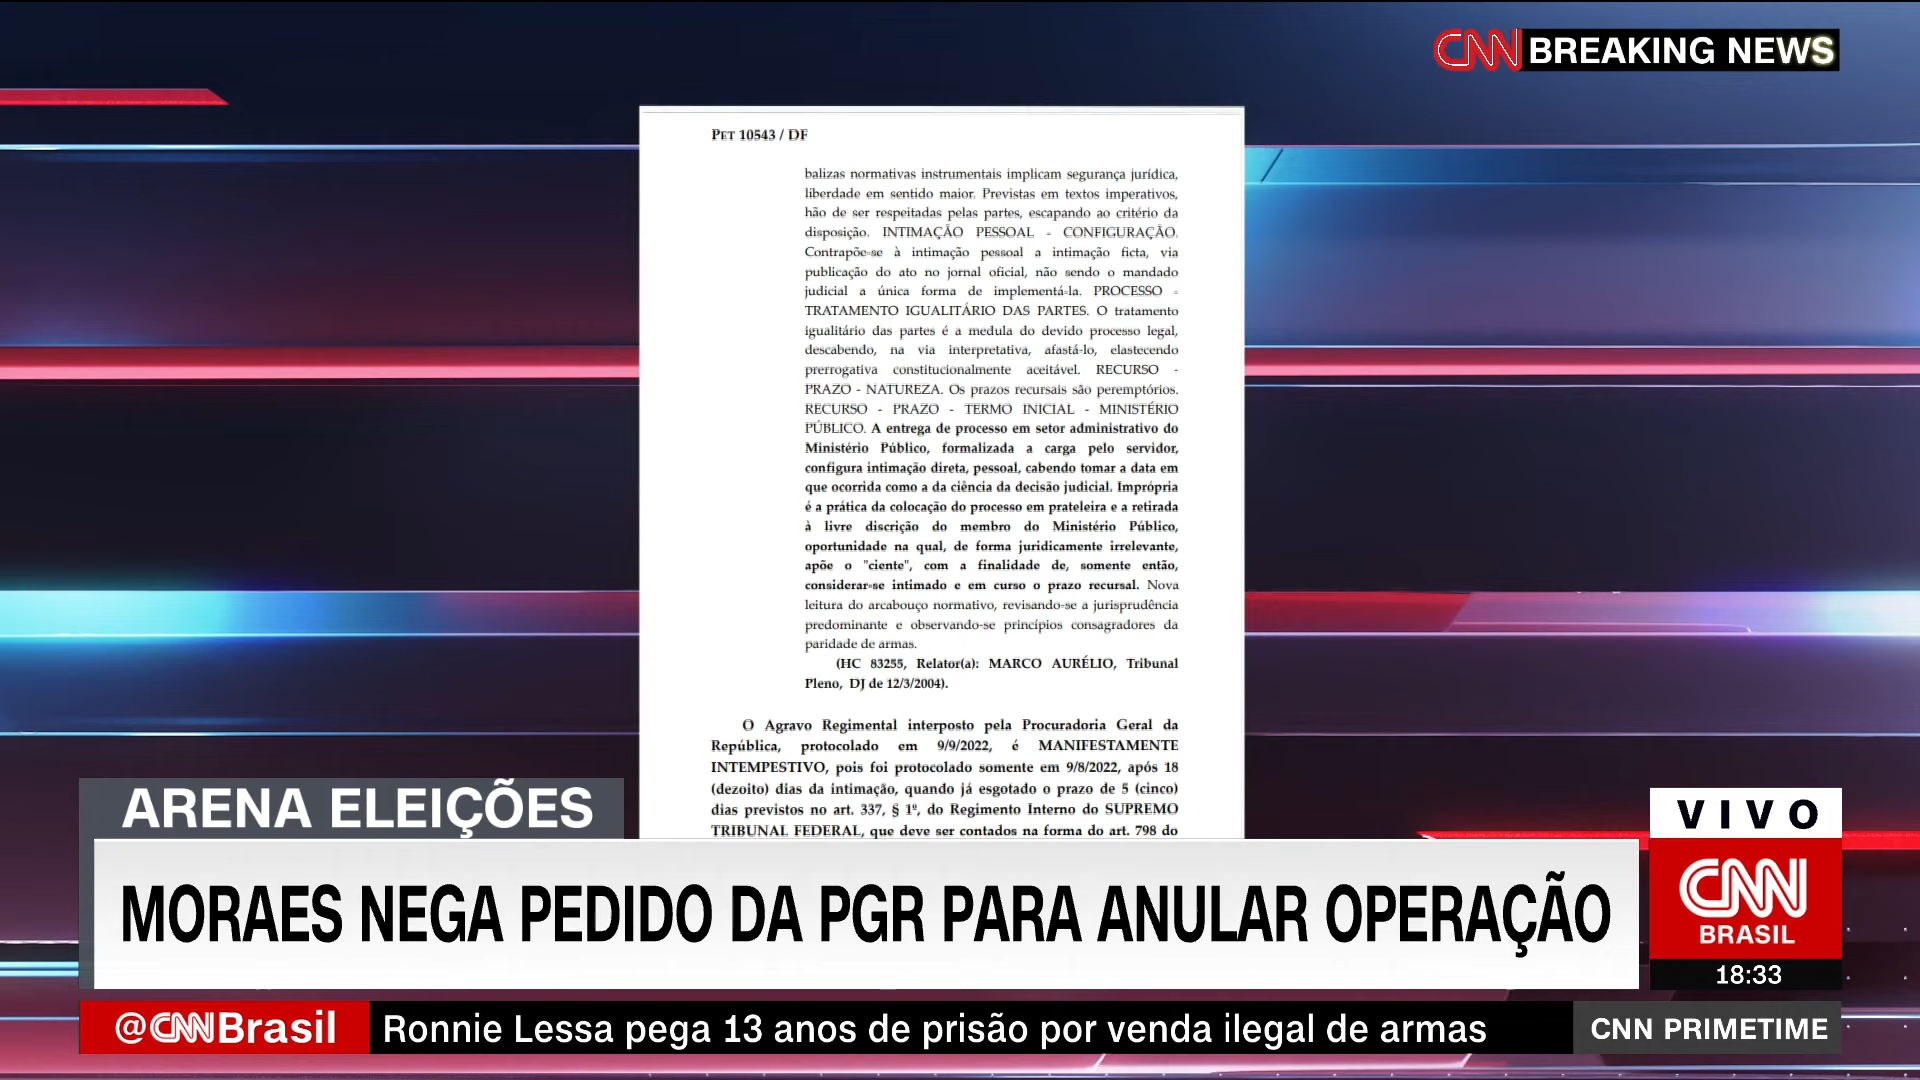 CNN BREAKING NEWS
PET 10543 / DF
balizas normativas instrumentais implicam segurança jurídica,
liberdade em sentido maior. Previstas em textos imperativos,
hão de ser respeitadas pelas partes, escapando ao critério da
disposição. INTIMAÇÃO PESSOAL - CONFIGURAÇÃO.
Contrapõe-se à intimação pessoal a intimação ficta, via
publicação do ato no jornal oficial, não sendo o mandado
judicial a única forma de implementá-la. PROCESSO -
TRATAMENTO IGUALITÁRIO DAS PARTES. O tratamento
igualitário das partes é a medula do devido processo legal,
descabendo, na via interpretativa, afastá-lo, elastecendo
prerrogativa constitucionalmente aceitável. RECURSO -
PRAZO - NATUREZA. Os prazos recursais são peremptórios.
RECURSO - PRAZO - TERMO INICIAL - MINISTÉRIO
PÚBLICO. A entrega de processo em setor administrativo do
Ministério Público, formalizada a carga pelo servidor,
configura intimação direta, pessoal, cabendo tomar a data em
que ocorrida como a da ciência da decisão judicial. Imprópria
é a prática da colocação do processo em prateleira e a retirada
à livre discrição do membro do Ministério Público,
oportunidade na qual, de forma juridicamente irrelevante,
apõe o "ciente", com a finalidade de, somente então,
considerar-se intimado e em curso o prazo recursal. Nova
leitura do arcabouço normativo, revisando-se a jurisprudência
predominante e observando-se princípios consagradores da
paridade de armas.
(HC 83255, Relator(a): MARCO AURÉLIO, Tribunal
Pleno, DJ de 12/3/2004).
O Agravo Regimental interposto pela Procuradoria Geral da
República, protocolado em 9/9/2022, é MANIFESTAMENTE
INTEMPESTIVO, pois foi protocolado somente em 9/8/2022, após 18
(dezoito) dias da intimação, quando já esgotado o prazo de 5 (cinco)
dias previstos no art. 337, § 1º, do Regimento Interno do SUPREMO
TRIBUNAL FEDERAL, que deve ser contados na forma do art. 798 do
ARENA ELEIÇÕES
MORAES NEGA PEDIDO DA PGR PARA ANULAR OPERAÇÃO
VIVO
CNN
BRASIL
18:33
@CNNBrasil
Ronnie Lessa pega 13 anos de prisão por venda ilegal de armas
CNN PRIMETIME